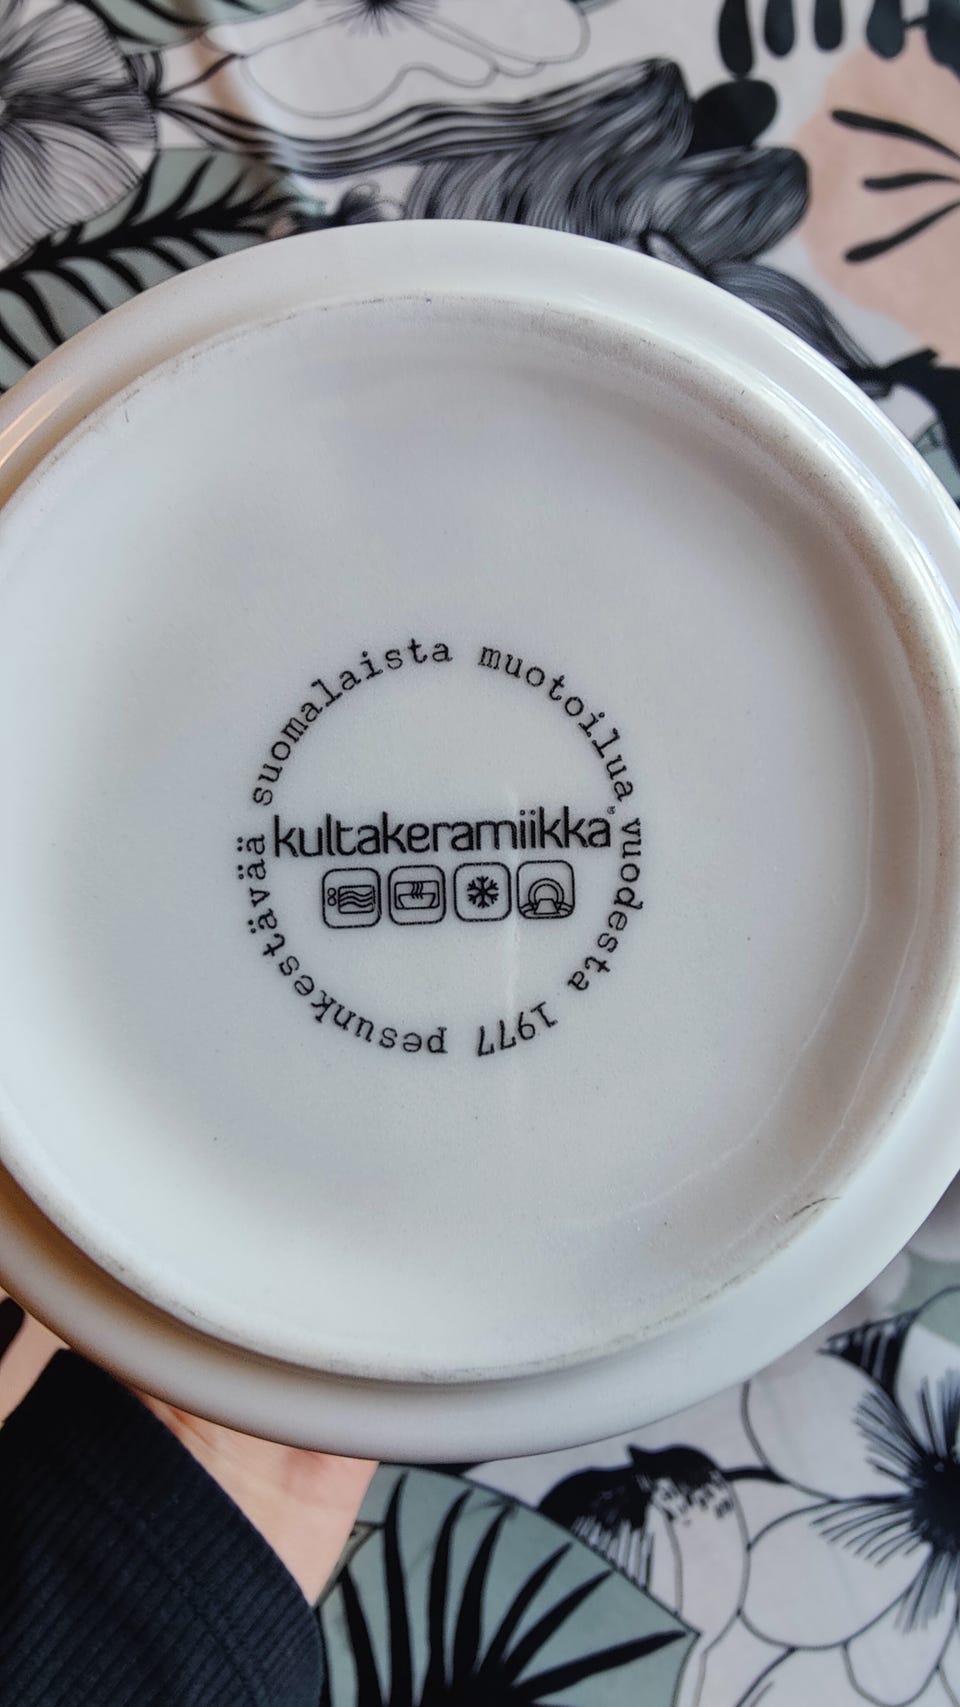 suomalaista muotoilua vuodesta 1977 pesunkestävää
kultakeramiikka®